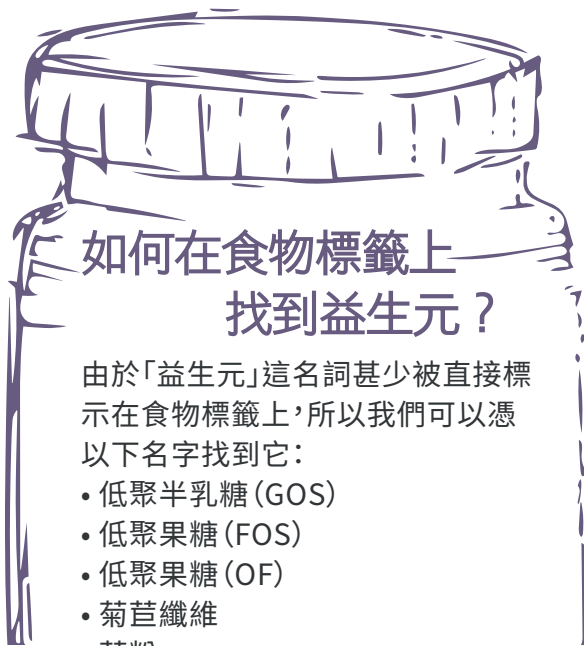 如何在食物標籤上
找到益生元？
由於「益生元」這名詞甚少被直接標
示在食物標籤上，所以我們可以憑
以下名字找到它：
• 低聚半乳糖（GOS）
• 低聚果糖（FOS）
• 低聚果糖（OF）
• 菊苣纖維